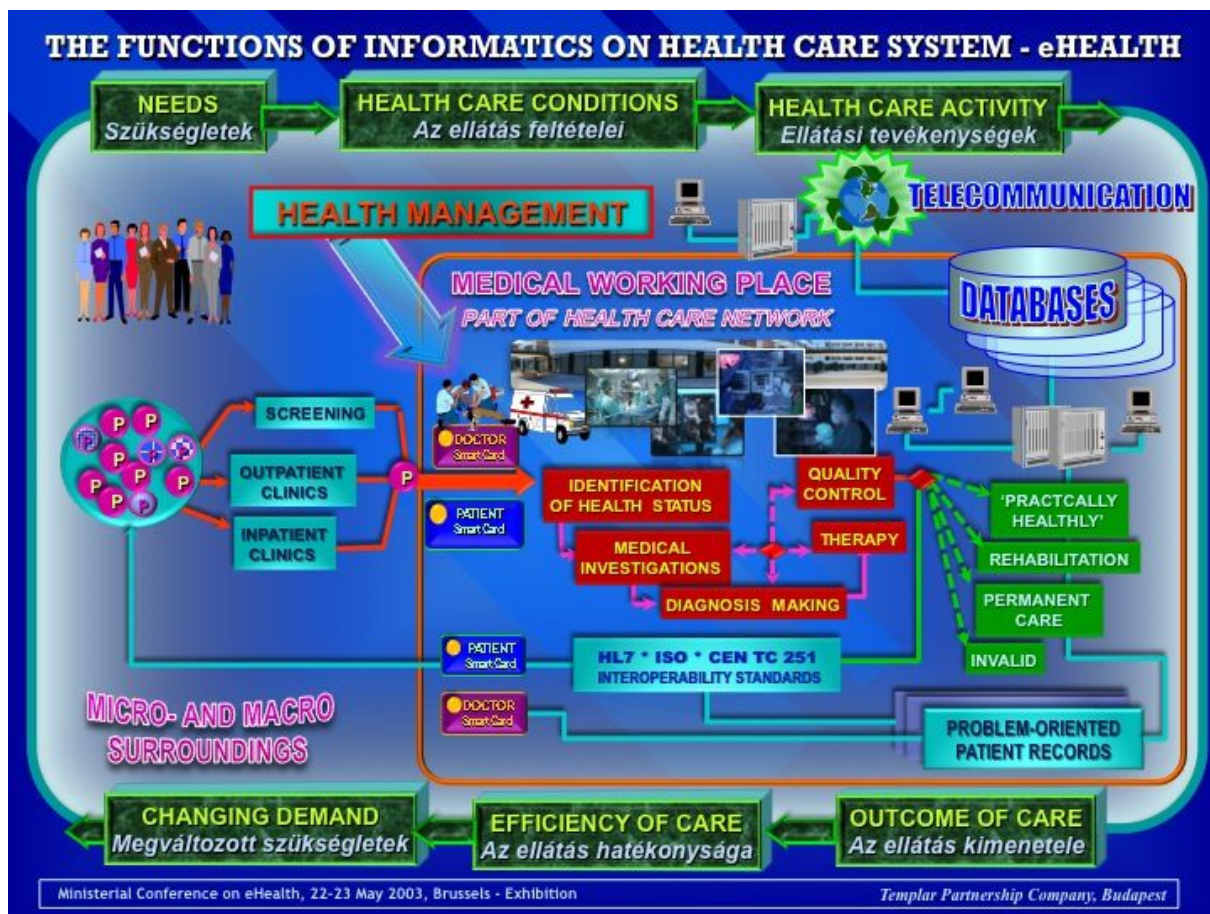 THE FUNCTIONS OF INFORMATICS ON HEALTH CARE SYSTEM - eHEALTH
NEEDS
Szükségletek
HEALTH CARE CONDITIONS
Az ellátás feltételei
HEALTH CARE ACTIVITY
Ellátási tevékenységek
TELECOMMUNICATION
HEALTH MANAGEMENT
MEDICAL WORKING PLACE
PART OF HEALTH CARE NETWORK
DATABASES
P
P
P
P
P
P
P
P
P
P
P
SCREENING
OUTPATIENT
CLINICS
INPATIENT
CLINICS
P
DOCTOR
Smart Card
PATIENT
Smart Card
IDENTIFICATION
OF HEALTH STATUS
MEDICAL
INVESTIGATIONS
DIAGNOSIS MAKING
QUALITY
CONTROL
THERAPY
'PRACTCALLY
HEALTHLY'
REHABILITATION
PERMANENT
CARE
INVALID
PATIENT
Smart Card
HL7 * ISO * CEN TC 251
INTEROPERABILITY STANDARDS
DOCTOR
Smart Card
PROBLEM-ORIENTED
PATIENT RECORDS
MICRO- AND MACRO
SURROUNDINGS
CHANGING DEMAND
Megváltozott szükségletek
EFFICIENCY OF CARE
Az ellátás hatékonysága
OUTCOME OF CARE
Az ellátás kimenetele
Ministerial Conference on eHealth, 22-23 May 2003, Brussels - Exhibition
Templar Partnership Company, Budapest